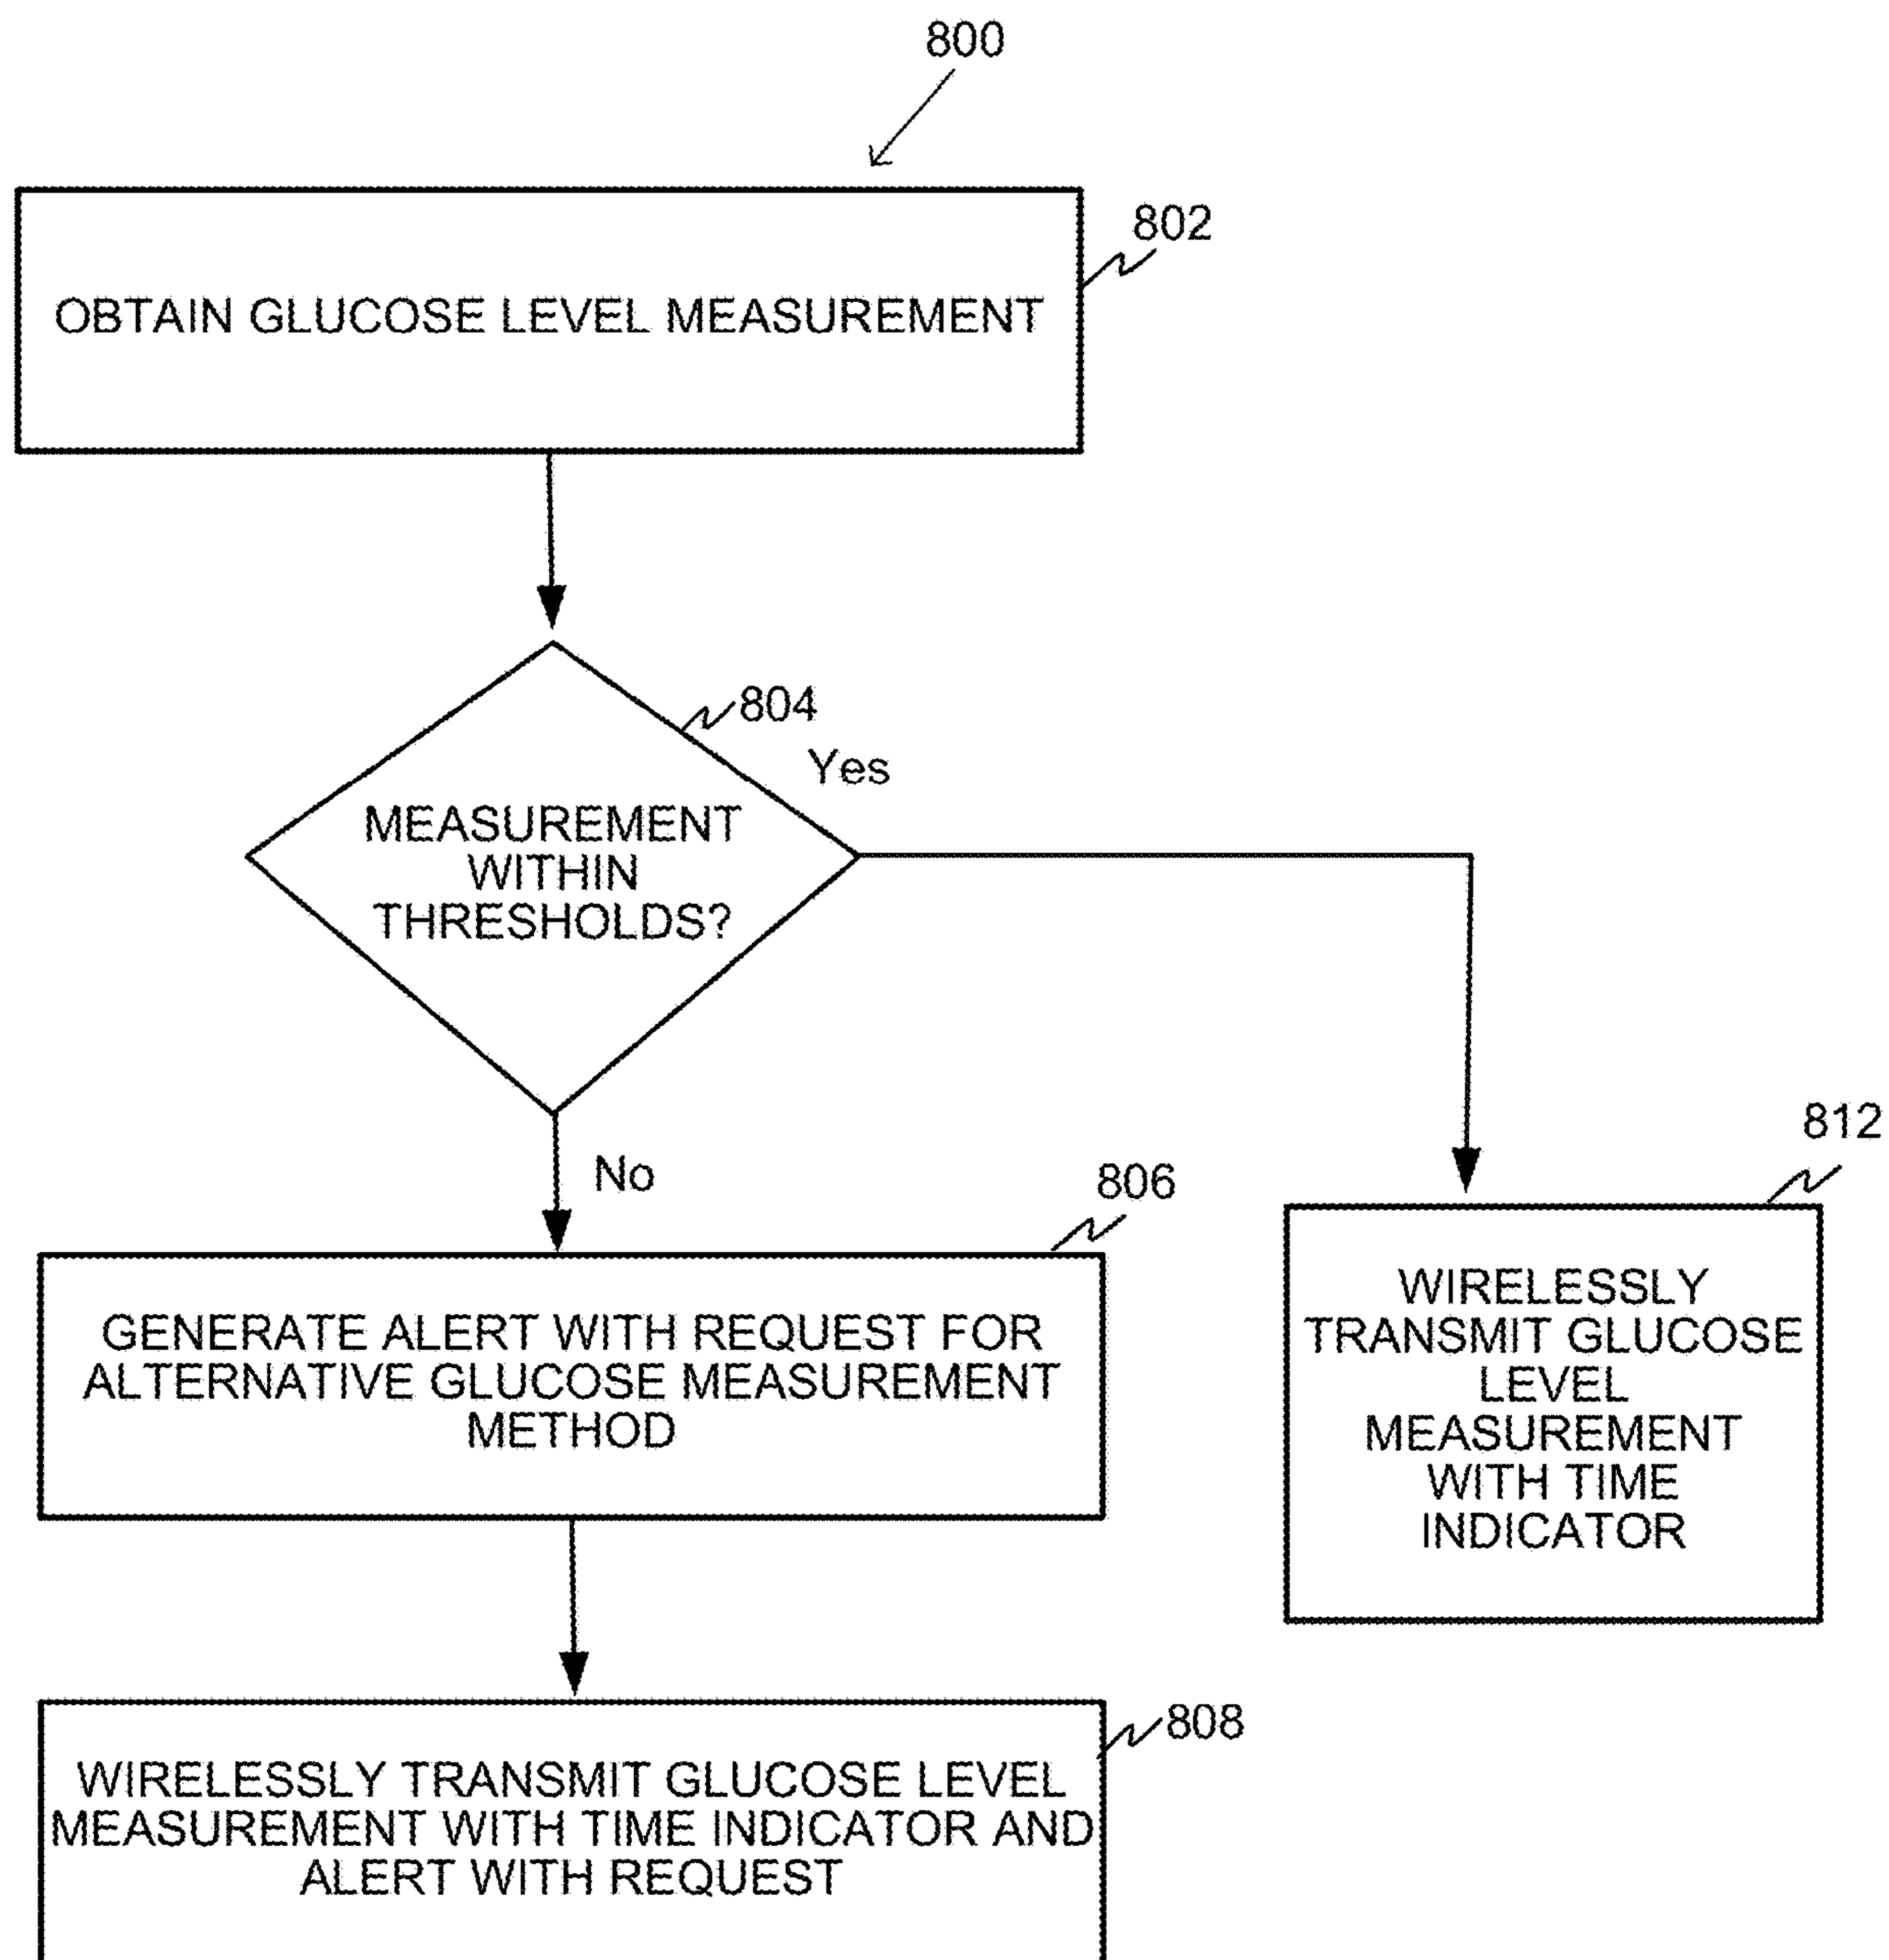 800
802
OBTAIN GLUCOSE LEVEL MEASUREMENT
804
Yes
MEASUREMENT
WITHIN
THRESHOLDS?
No
806
812
GENERATE ALERT WITH REQUEST FOR
ALTERNATIVE GLUCOSE MEASUREMENT
METHOD
WIRELESSLY
TRANSMIT GLUCOSE
LEVEL
MEASUREMENT
WITH TIME
INDICATOR
808
WIRELESSLY TRANSMIT GLUCOSE LEVEL
MEASUREMENT WITH TIME INDICATOR AND
ALERT WITH REQUEST